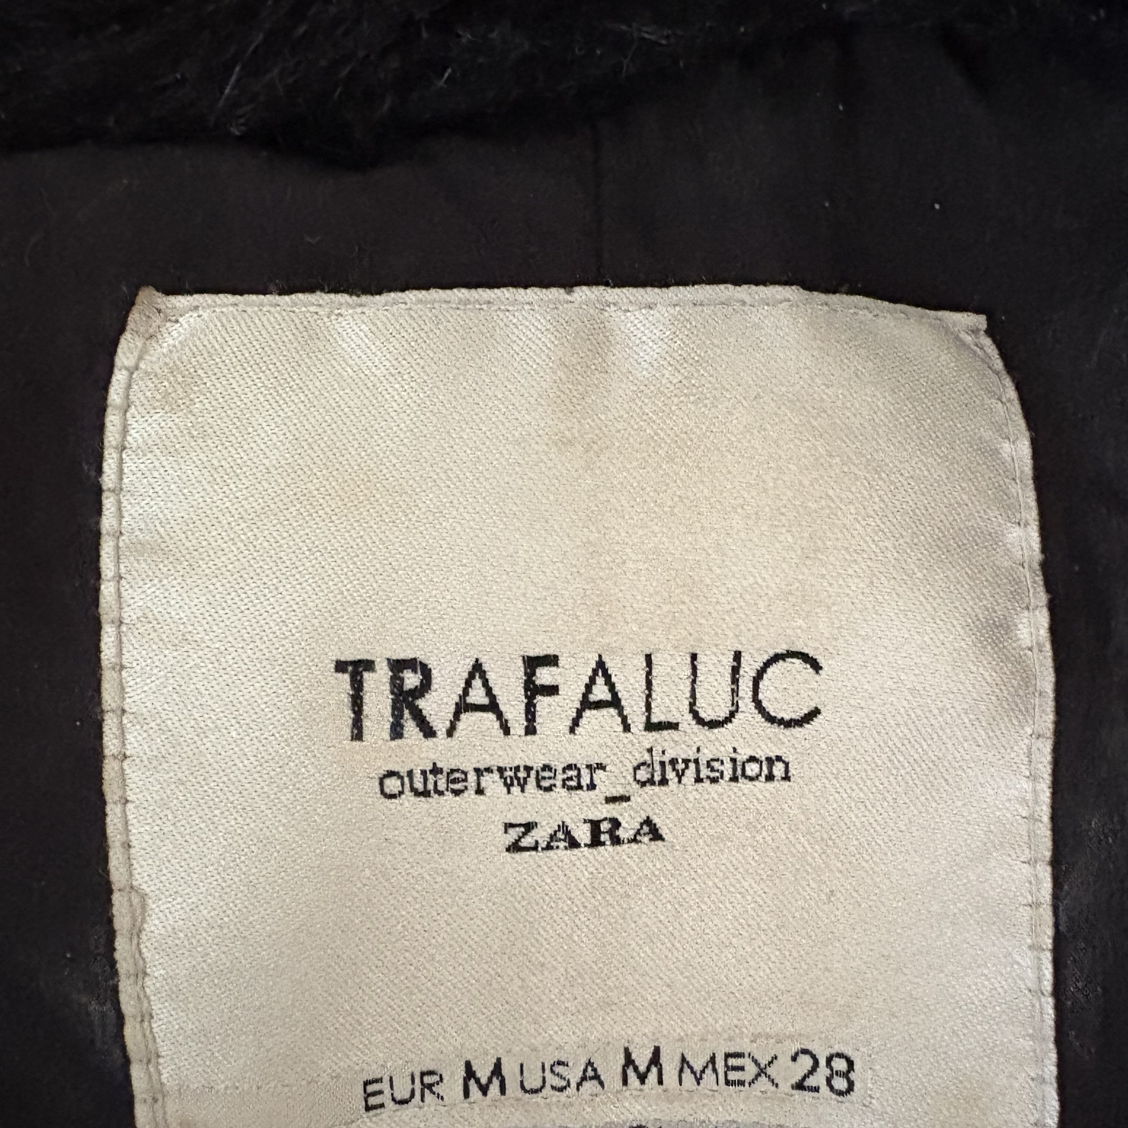 TRAFALUC
outerwear_division
ZARA
EUR M USA M MEX 28